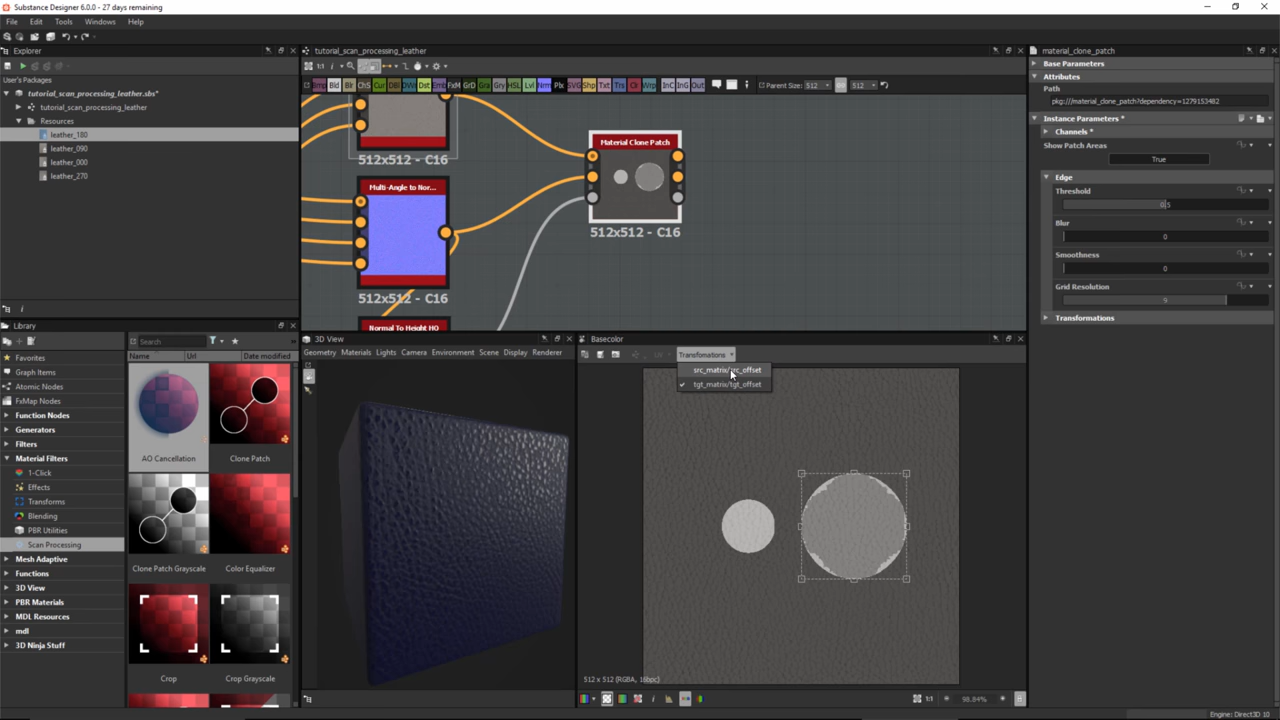 Substance Designer 6.0.0 - 27 days remaining
File Edit Tools Windows Help
Explorer
User's Packages
tutorial_scan_processing_leather.sbs*
tutorial_scan_processing_leather
Resources
leather_180
leather_090
leather_000
leather_270
Library
Search
Favorites
Graph Items
Atomic Nodes
FxMap Nodes
Function Nodes
Generators
Filters
Material Filters
1-Click
Effects
Transforms
Blending
PBR Utilities
Scan Processing
Mesh Adaptive
Functions
3D View
PBR Materials
MDL Resources
mdl
3D Ninja Stuff
Name Url Date modified
AO Cancellation
Clone Patch
Clone Patch Grayscale
Color Equalizer
Crop
Crop Grayscale
tutorial_scan_processing_leather
Parent Size: 512 512
512x512 - C16
Multi-Angle to Nor...
512x512 - C16
Normal To Height HQ
Material Clone Patch
512x512 - C16
3D View
Geometry Materials Lights Camera Environment Scene Display Renderer
Basecolor
Transfomations
src_matrix/src_offset
tgt_matrix/tgt_offset
512 x 512 (RGBA, 16bpc)
1:1
98.84%
material_clone_patch
Base Parameters
Attributes
Path
pkg:///material_clone_patch?dependency=1279153482
Instance Parameters *
Channels *
Show Patch Areas
True
Edge
Threshold
0.5
Blur
0
Smoothness
0
Grid Resolution
9
Transformations
Engine: Direct3D 10